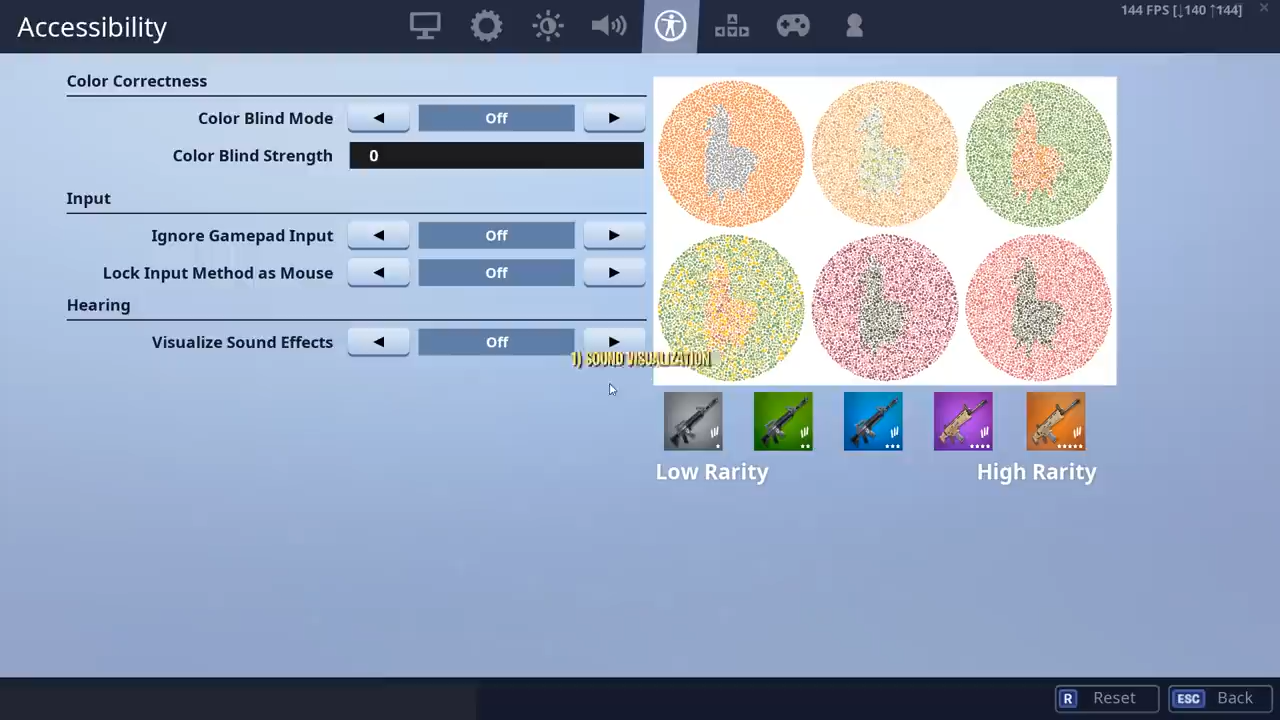 Accessibility
144 FPS [↓140 ↑144]
Color Correctness
Color Blind Mode
Off
Color Blind Strength
0
Input
Ignore Gamepad Input
Off
Lock Input Method as Mouse
Off
Hearing
Visualize Sound Effects
Off
1) SOUND VISUALIZATION
Low Rarity
High Rarity
R Reset
ESC Back